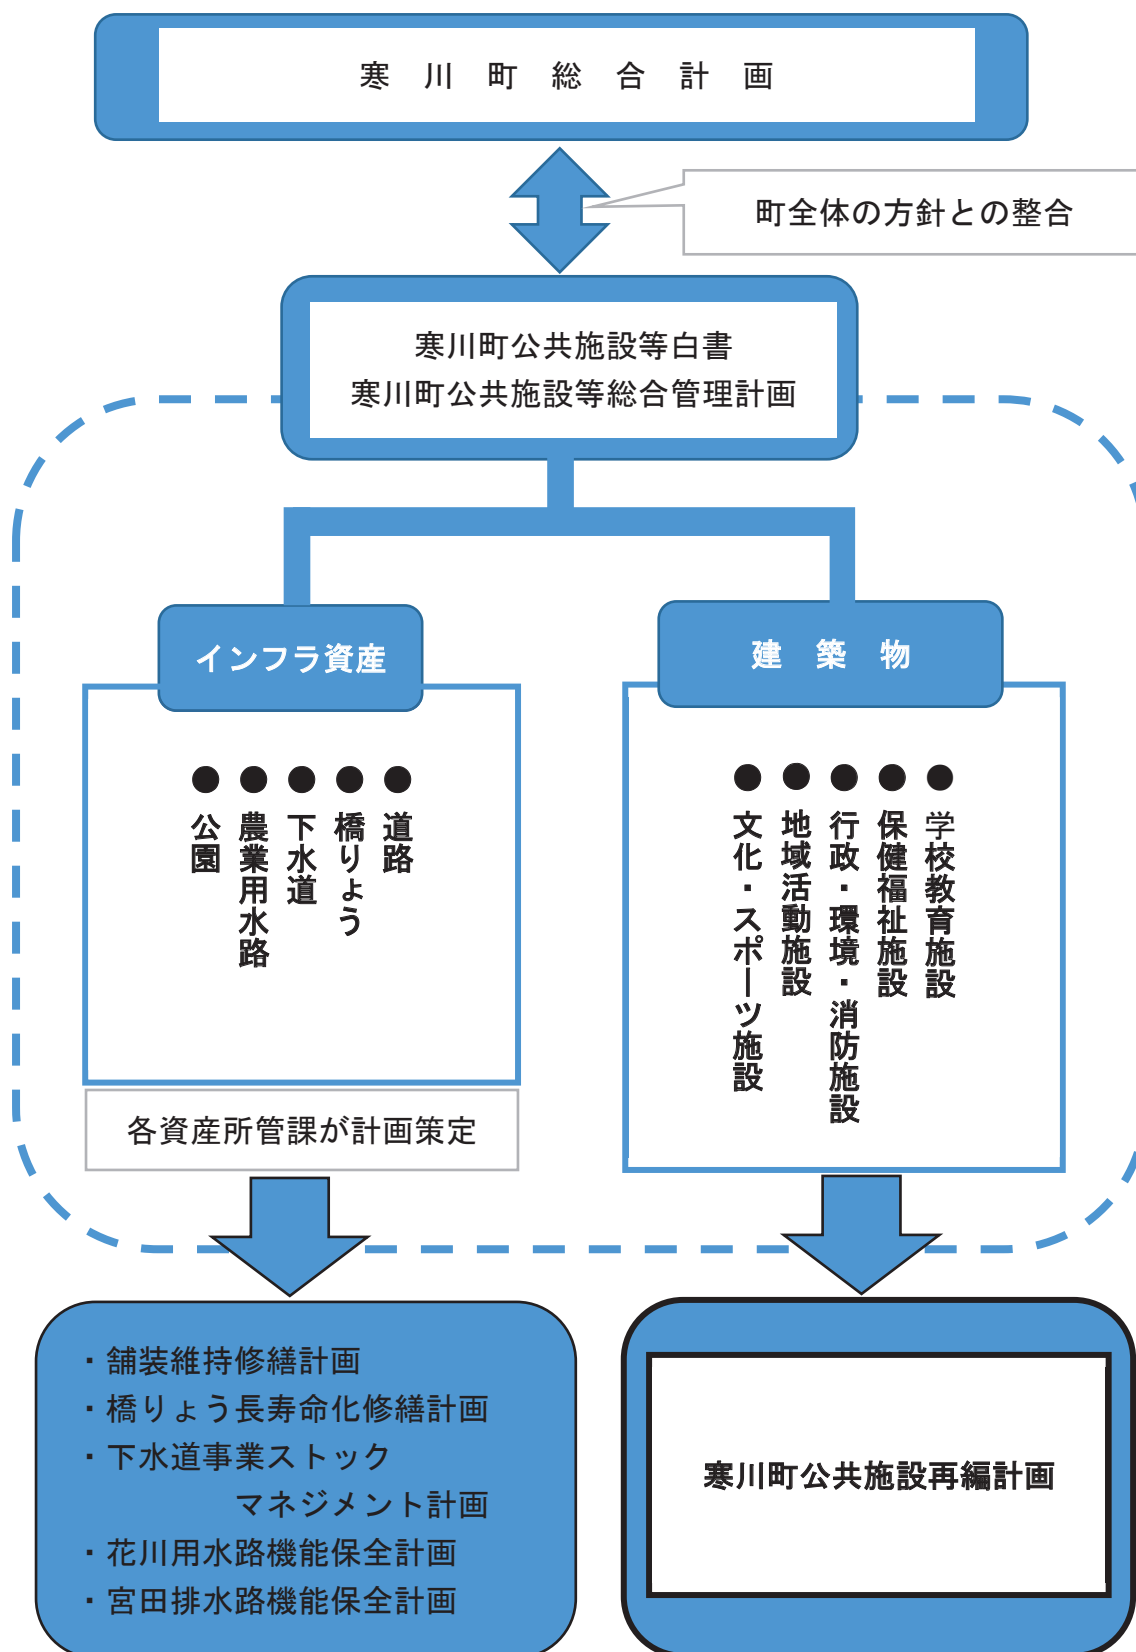 寒川町総合計画
町全体の方針との整合
寒川町公共施設等白書
寒川町公共施設等総合管理計画
インフラ資産
●道路
●橋りょう
●下水道
●農業用水路
●公園
各資産所管課が計画策定
建築物
●学校教育施設
●保健福祉施設
●行政・環境・消防施設
●地域活動施設
●文化・スポーツ施設
・舗装維持修繕計画
・橋りょう長寿命化修繕計画
・下水道事業ストック
マネジメント計画
・花川用水路機能保全計画
・宮田排水路機能保全計画
寒川町公共施設再編計画